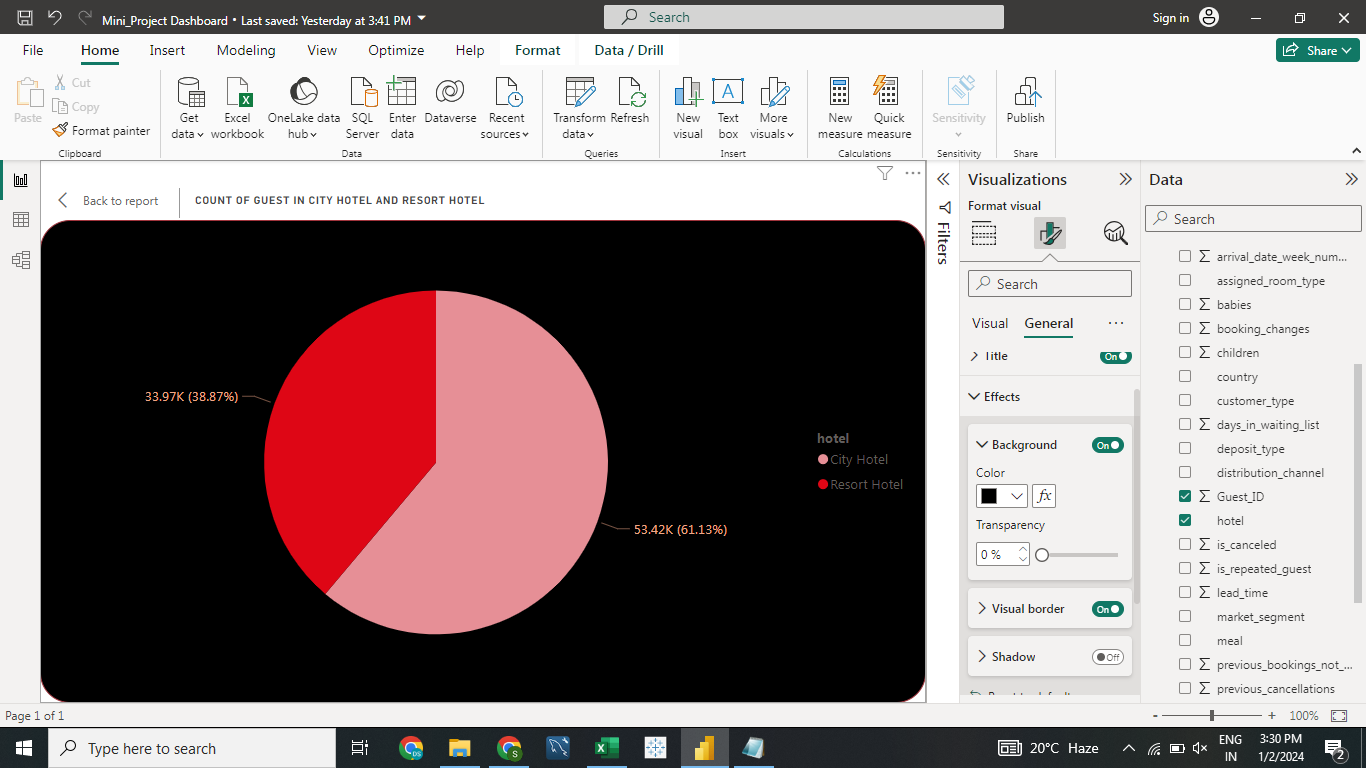 Mini_Project Dashboard • Last saved: Yesterday at 3:41 PM
Search
Sign in
File
Home
Insert
Modeling
View
Optimize
Help
Format
Data / Drill
Share
Paste
Cut
Copy
Format painter
Clipboard
Get data
Excel workbook
OneLake data hub
SQL Server
Enter data
Dataverse
Recent sources
Data
Transform data
Refresh
Queries
New visual
Text box
More visuals
Insert
New measure
Quick measure
Calculations
Sensitivity
Sensitivity
Publish
Share
Back to report
COUNT OF GUEST IN CITY HOTEL AND RESORT HOTEL
33.97K (38.87%)
53.42K (61.13%)
hotel
City Hotel
Resort Hotel
Filters
Visualizations
Format visual
Search
Visual
General
Title
On
Effects
Background
On
Color
fx
Transparency
0 %
Visual border
On
Shadow
Off
Data
Search
arrival_date_week_num...
assigned_room_type
babies
booking_changes
children
country
customer_type
days_in_waiting_list
deposit_type
distribution_channel
Guest_ID
hotel
is_canceled
is_repeated_guest
lead_time
market_segment
meal
previous_bookings_not_...
previous_cancellations
Page 1 of 1
- + 100%
Type here to search
20°C Haze
ENG
IN
3:30 PM
1/2/2024
2